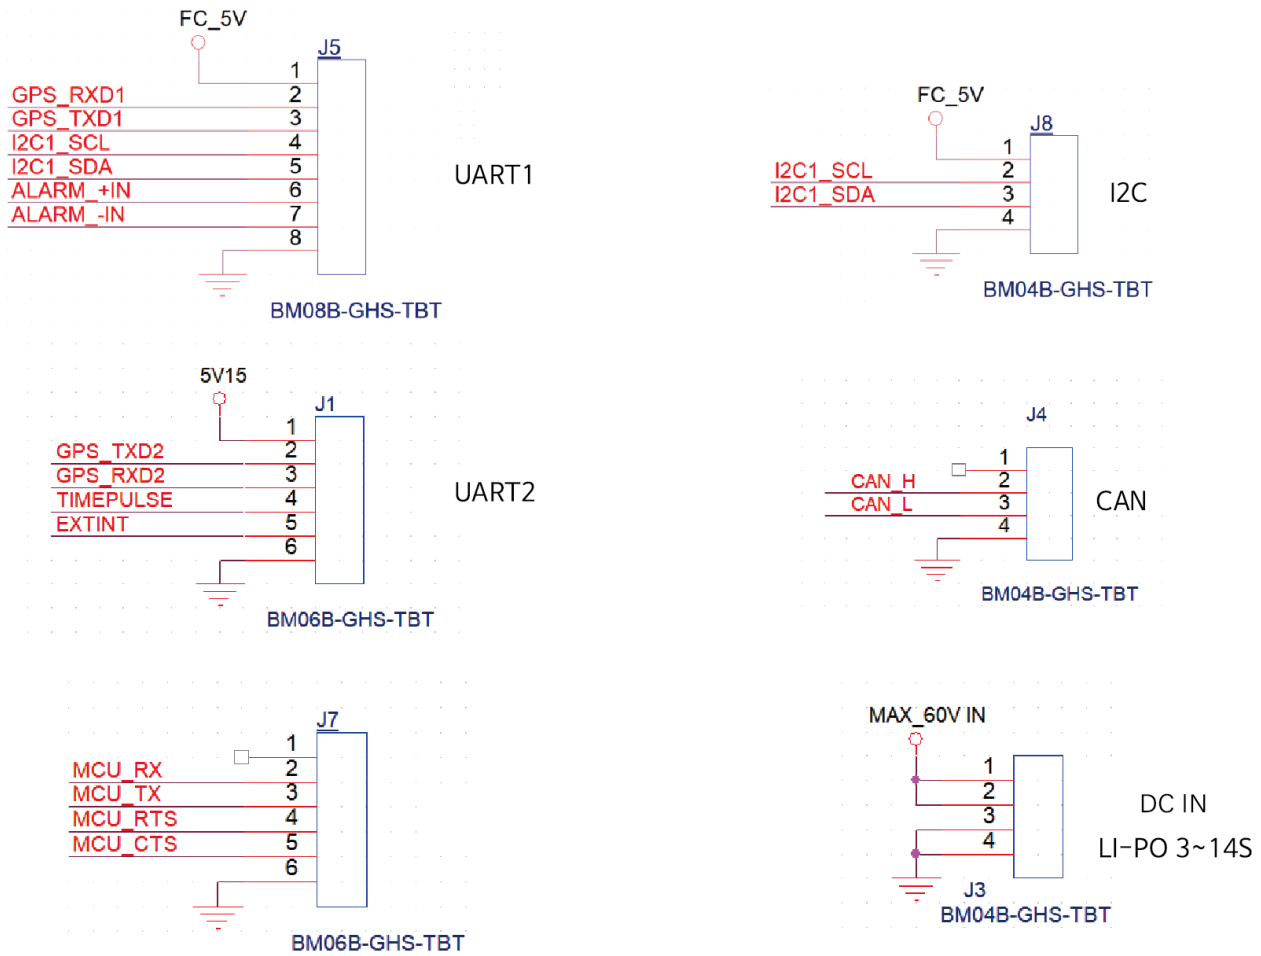 FC_5V
J5
1
GPS_RXD1
2
GPS_TXD1
3
I2C1_SCL
4
I2C1_SDA
5
ALARM_+IN
6
ALARM_-IN
7
8
UART1
BM08B-GHS-TBT
FC_5V
J8
1
I2C1_SCL
2
I2C1_SDA
3
4
I2C
BM04B-GHS-TBT
5V15
J1
1
GPS_TXD2
2
GPS_RXD2
3
TIMEPULSE
4
EXTINT
5
6
UART2
BM06B-GHS-TBT
J4
1
CAN_H
2
CAN_L
3
4
CAN
BM04B-GHS-TBT
J7
1
MCU_RX
2
MCU_TX
3
MCU_RTS
4
MCU_CTS
5
6
BM06B-GHS-TBT
MAX_60V IN
1
2
3
4
DC IN
LI-PO 3~14S
J3
BM04B-GHS-TBT